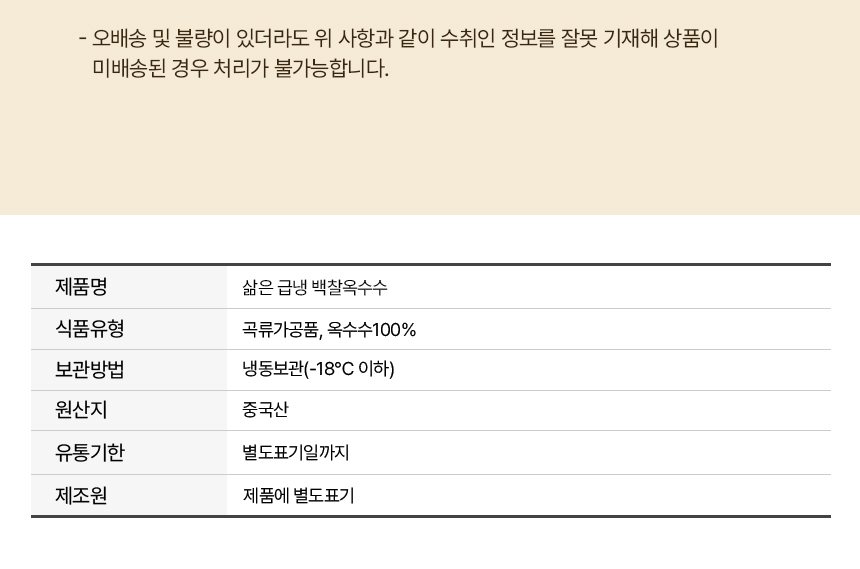 - 오배송 및 불량이 있더라도 위 사항과 같이 수취인 정보를 잘못 기재해 상품이
미배송된 경우 처리가 불가능합니다.
제품명 삶은 급냉 백찰옥수수
식품유형 곡류가공품, 옥수수100%
보관방법 냉동보관(-18°C 이하)
원산지 중국산
유통기한 별도표기일까지
제조원 제품에 별도표기